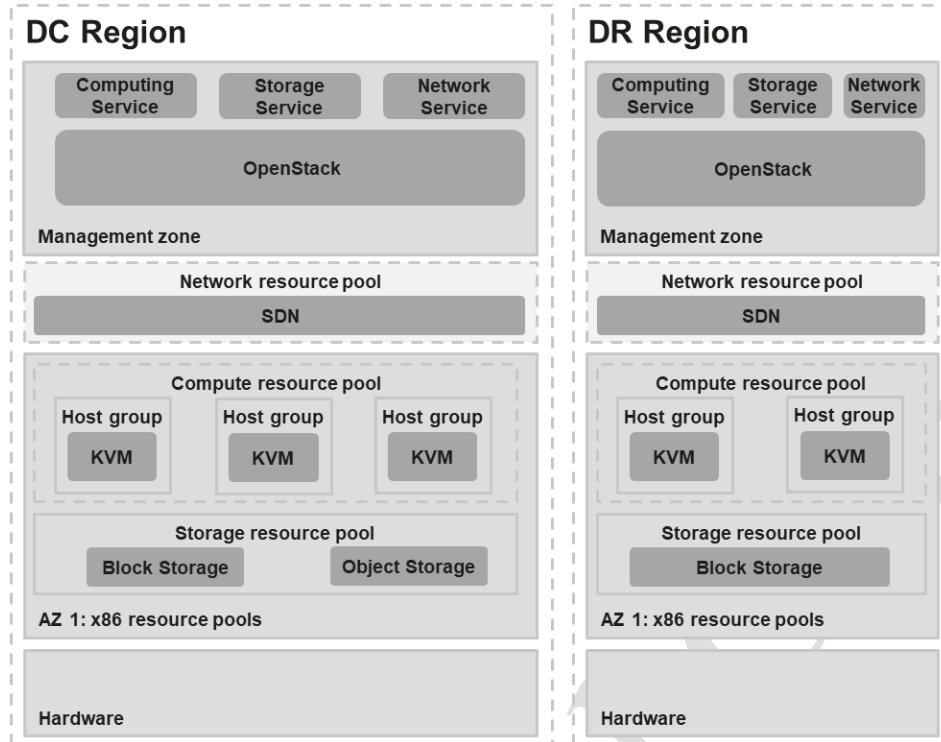 DC Region
Computing
Service
Storage
Service
Network
Service
OpenStack
Management zone
Network resource pool
SDN
Compute resource pool
Host group
KVM
Host group
KVM
Host group
KVM
Storage resource pool
Block Storage
Object Storage
AZ 1: x86 resource pools
Hardware
DR Region
Computing
Service
Storage
Service
Network
Service
OpenStack
Management zone
Network resource pool
SDN
Compute resource pool
Host group
KVM
Host group
KVM
Storage resource pool
Block Storage
AZ 1: x86 resource pools
Hardware